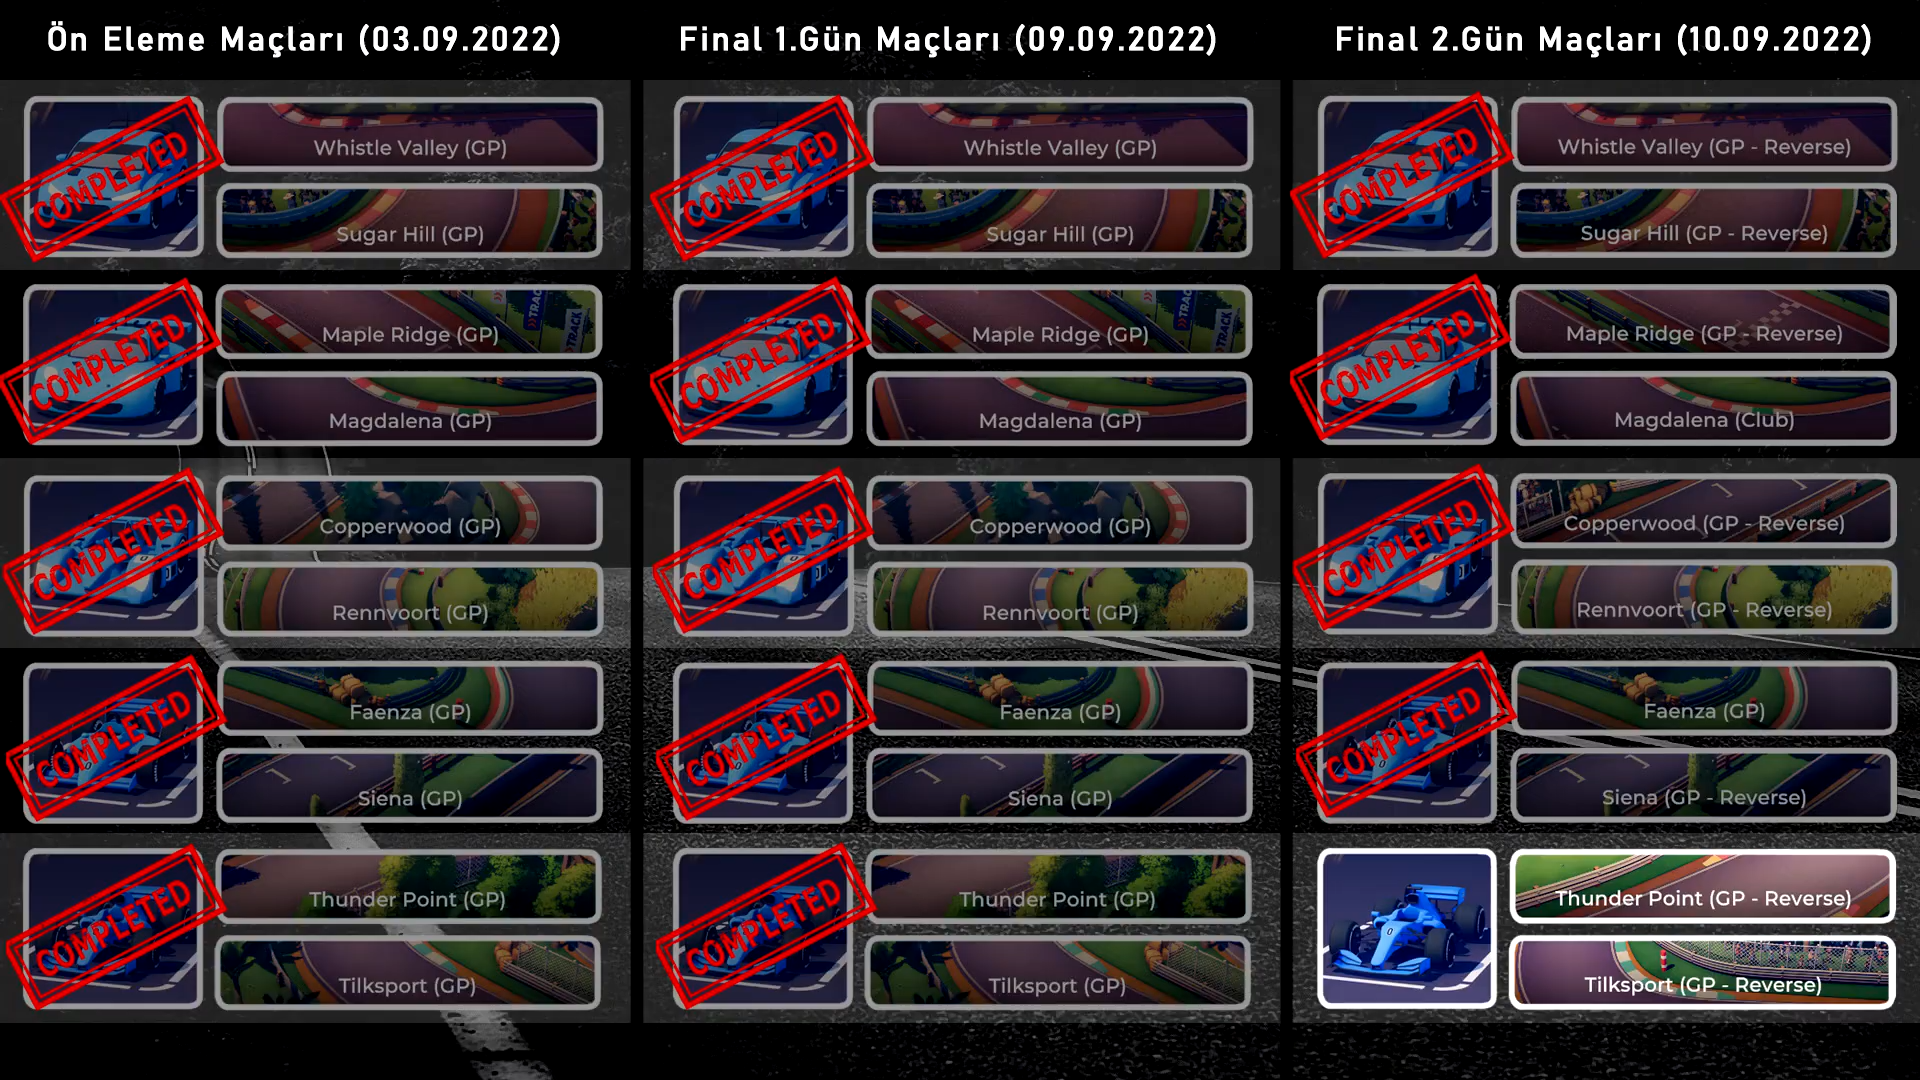 Ön Eleme Maçları (03.09.2022)
COMPLETED
Whistle Valley (GP)
Sugar Hill (GP)
COMPLETED
Maple Ridge (GP)
TRACK
TRACK
Magdalena (GP)
COMPLETED
Copperwood (GP)
Rennvoort (GP)
COMPLETED
Faenza (GP)
Siena (GP)
COMPLETED
Thunder Point (GP)
Tilksport (GP)
Final 1.Gün Maçları (09.09.2022)
COMPLETED
Whistle Valley (GP)
Sugar Hill (GP)
COMPLETED
Maple Ridge (GP)
TRACK
TRACK
Magdalena (GP)
COMPLETED
Copperwood (GP)
Rennvoort (GP)
COMPLETED
Faenza (GP)
Siena (GP)
COMPLETED
Thunder Point (GP)
Tilksport (GP)
Final 2.Gün Maçları (10.09.2022)
COMPLETED
Whistle Valley (GP - Reverse)
Sugar Hill (GP - Reverse)
COMPLETED
Maple Ridge (GP - Reverse)
Magdalena (Club)
COMPLETED
Copperwood (GP - Reverse)
Rennvoort (GP - Reverse)
COMPLETED
Faenza (GP)
Siena (GP - Reverse)
0
Thunder Point (GP - Reverse)
Tilksport (GP - Reverse)